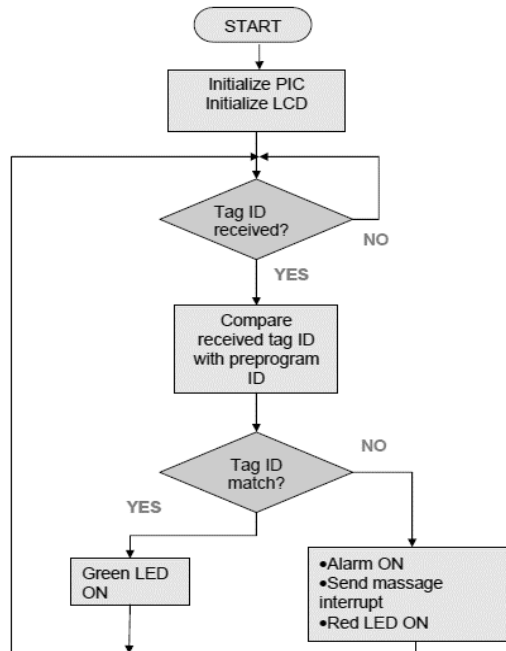 START
Initialize PIC
Initialize LCD
Tag ID
received?
NO
YES
Compare
received tag ID
with preprogram
ID
Tag ID
match?
NO
YES
Green LED
ON
•Alarm ON
•Send massage
interrupt
•Red LED ON